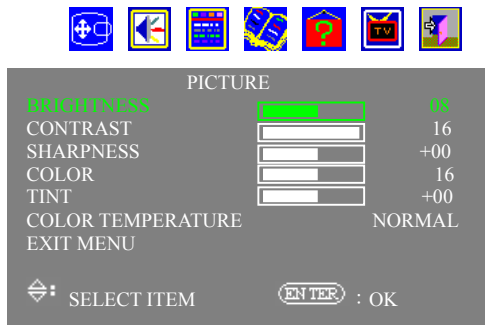 ?
TV
PICTURE
BRIGHTNESS 08
CONTRAST 16
SHARPNESS +00
COLOR 16
TINT +00
COLOR TEMPERATURE NORMAL
EXIT MENU
: SELECT ITEM ENTER : OK